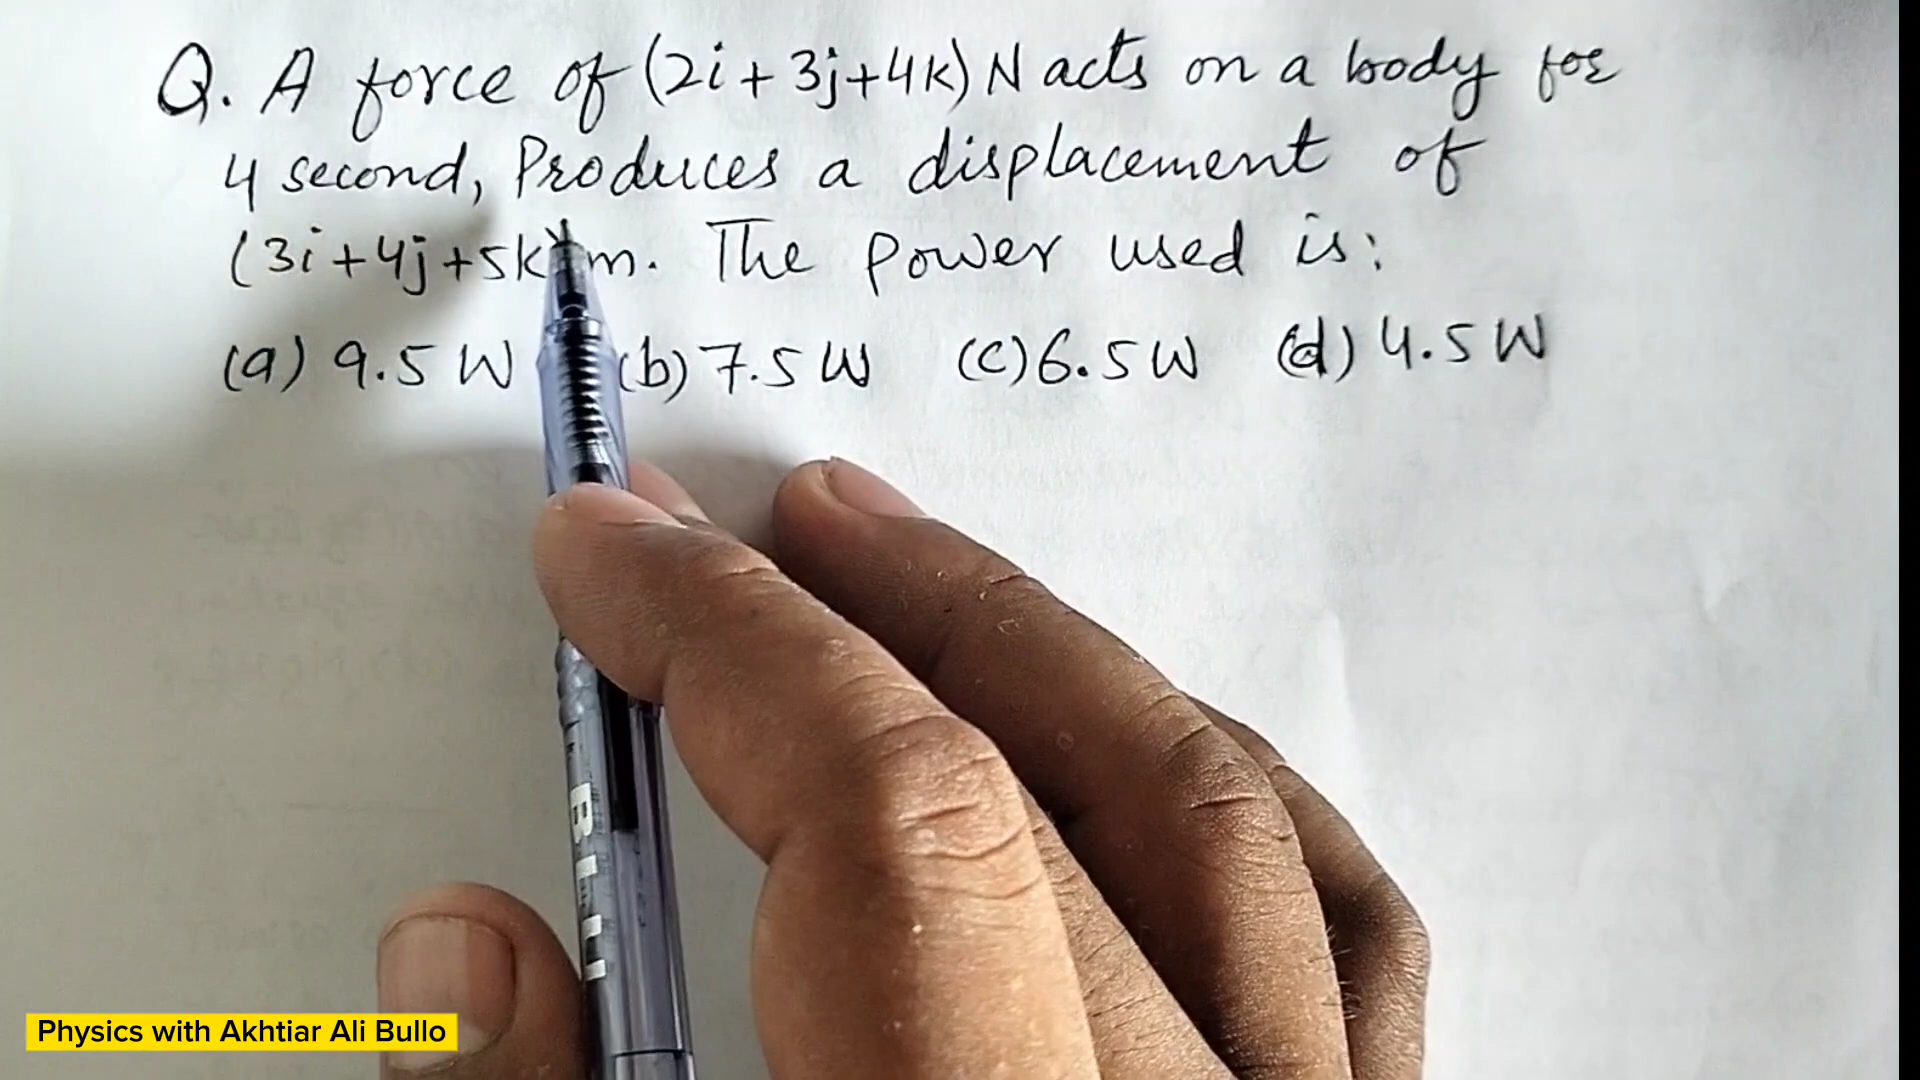 Q. A force of (2i+3j+4k) N acts on a body for
4 second, Produces a displacement of
(3i+4j+5k) m. The power used is:
(a) 9.5 W (b) 7.5 W (c) 6.5 W (d) 4.5 W
Physics with Akhtiar Ali Bullo